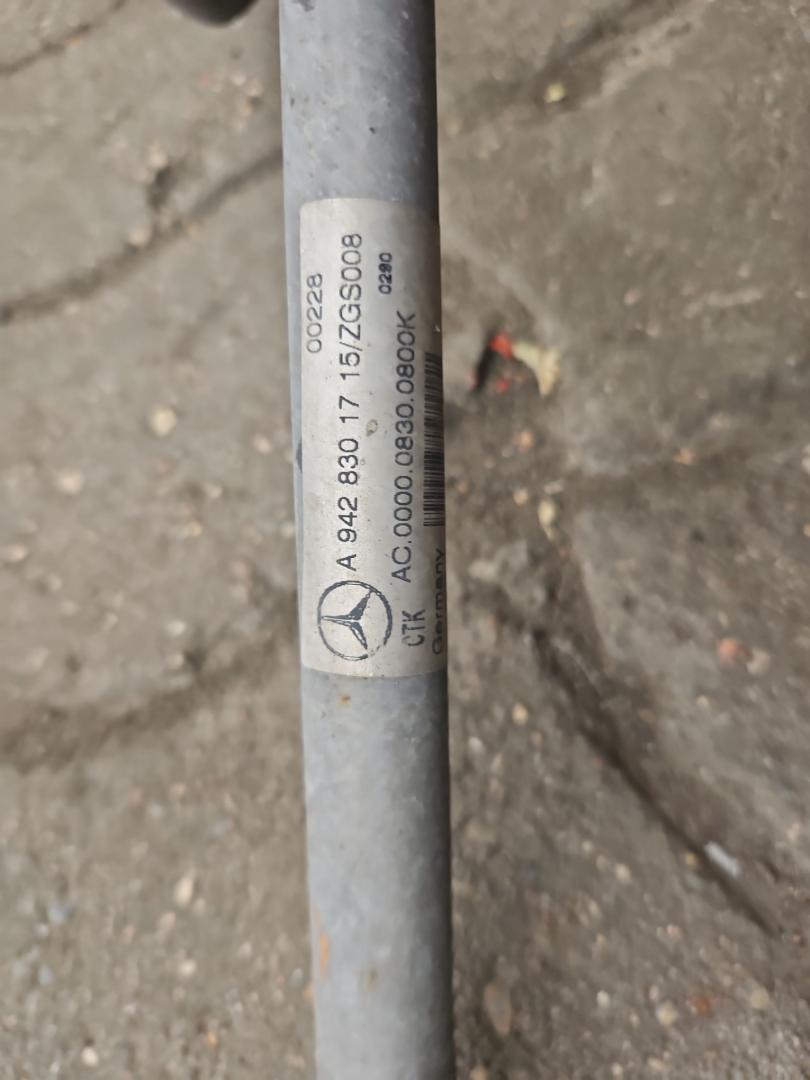 00228
A 942 830 17 15/ZGS008
0290
AC.0000.0830.0800K
CTK
Germany